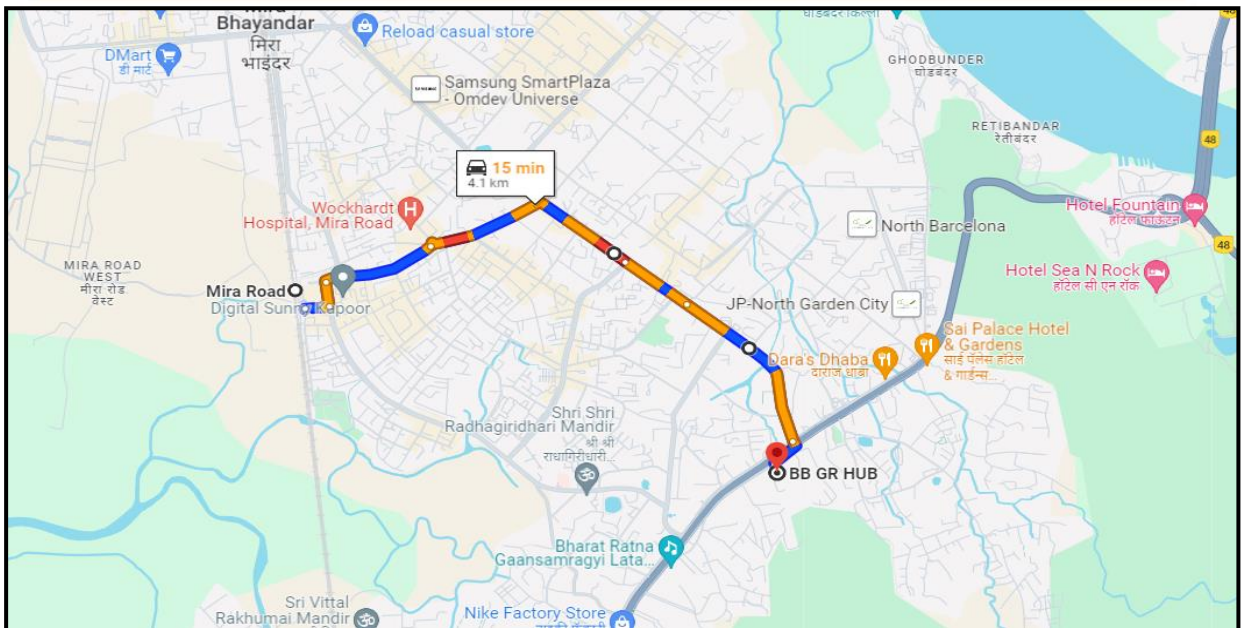 Bhayandar
मिरा
भाइंदर
Reload casual store
DMart
डी मार्ट
Samsung SmartPlaza
- Omdev Universe
GHODBUNDER
घोडबंदर
RETIBANDAR
रेतीबंदर
48
15 min
4.1 km
Wockhardt
Hospital, Mira Road
H
Hotel Fountain
हॉटेल फाऊंटन
North Barcelona
48
MIRA ROAD
WEST
मीरा रोड
वेस्ट
Mira Road
Digital Sunny Kapoor
Hotel Sea N Rock
हॉटेल सी एन रॉक
JP-North Garden City
Sai Palace Hotel
& Gardens
साई पॅलेस हॉटेल
& गार्डन्स...
Dara's Dhaba
दाराज धाबा
Shri Shri
Radhagiridhari Mandir
श्री श्री
राधागिरीधारी...
BB GR HUB
Bharat Ratna
Gaansamragyi Lata...
Sri Vittal
Rakhumai Mandir
Nike Factory Store